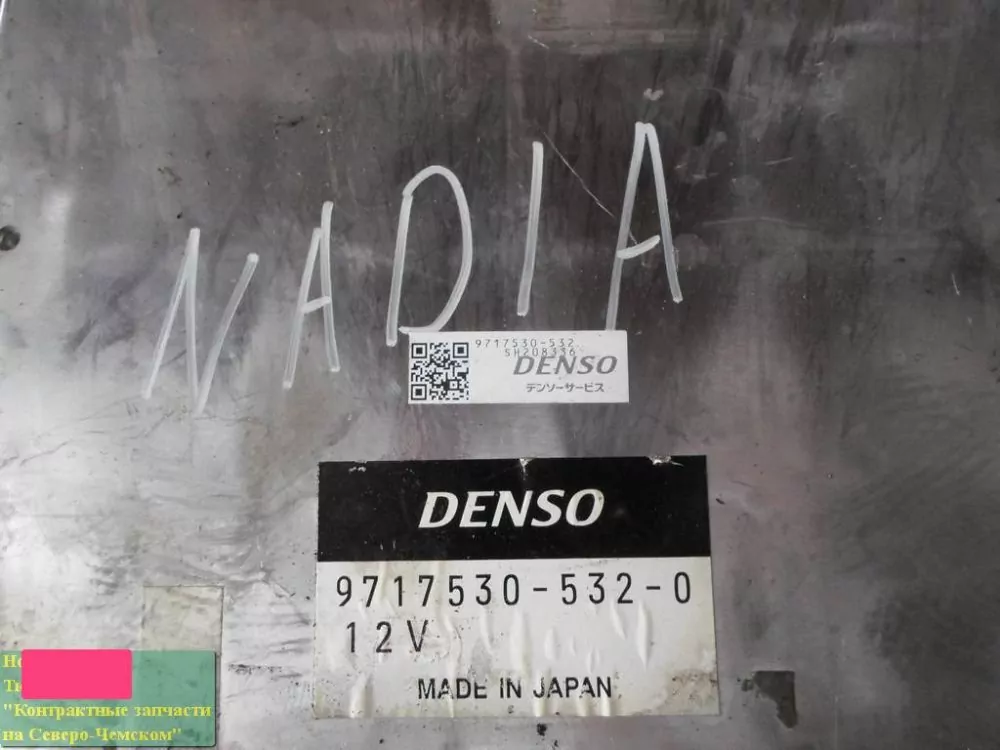 NADIA
9717530-532
SH208336
DENSO
デンソーサービス
DENSO
9717530-532-0
12V
MADE IN JAPAN
"Контрактные запчасти
на Северо-Чемском"